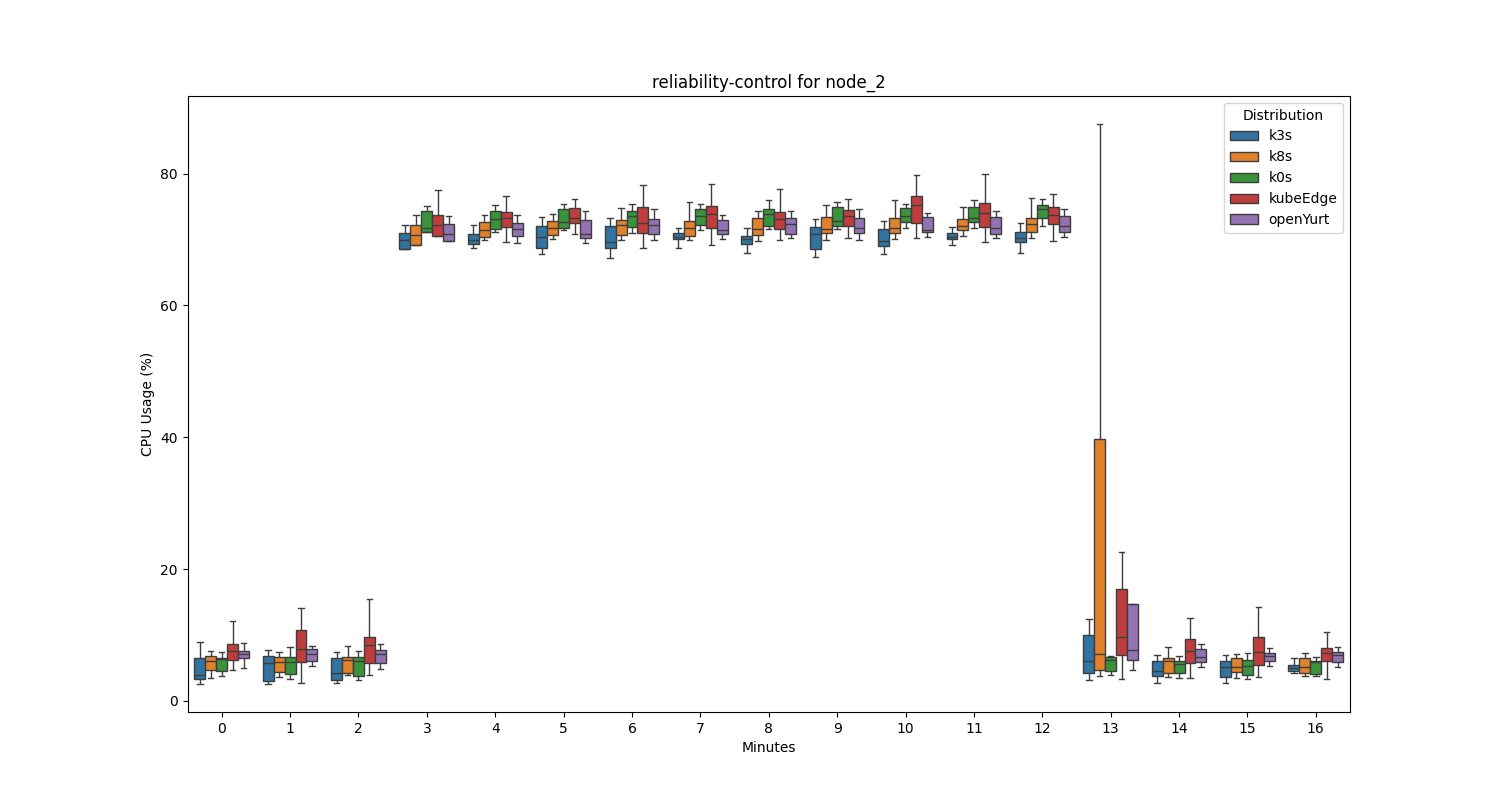 reliability-control for node_2
Distribution
k3s
k8s
k0s
kubeEdge
openYurt
CPU Usage (%)
80
60
40
20
0
0 1 2 3 4 5 6 7 8 9 10 11 12 13 14 15 16
Minutes